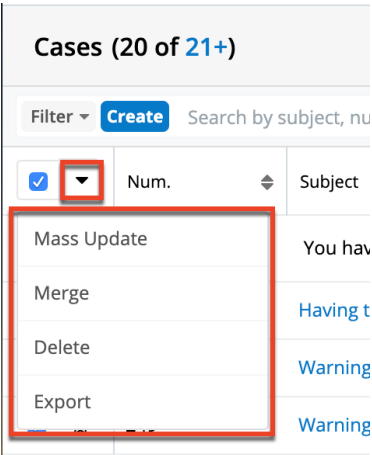 Cases (20 of 21+)
Filter Create Search by subject, nu
Num. Subject
Mass Update
You hav
Merge
Having t
Delete
Warning
Export
Warning